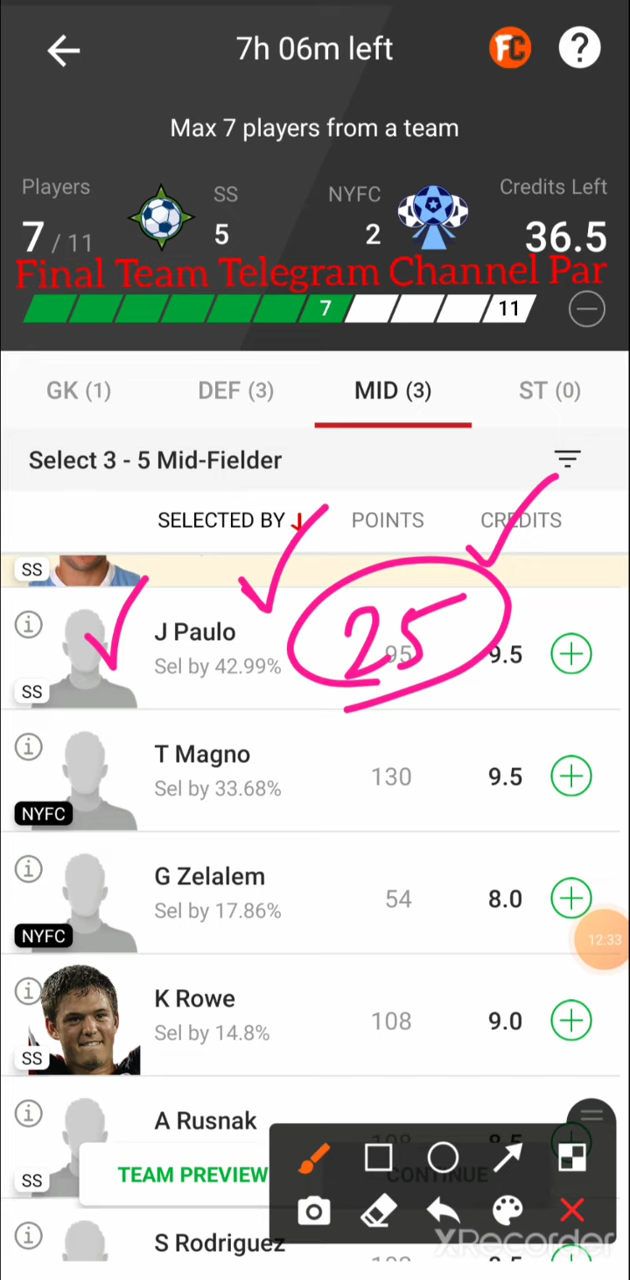 7h 06m left
FC
?
Max 7 players from a team
Players
SS
NYFC
Credits Left
7 / 11
5
2
36.5
Final Team Telegram Channel Par
7
11
GK (1)
DEF (3)
MID (3)
ST (0)
Select 3 - 5 Mid-Fielder
SELECTED BY
POINTS
CREDITS
SS
J Paulo
25
Sel by 42.99%
95
9.5
SS
T Magno
Sel by 33.68%
130
9.5
NYFC
G Zelalem
Sel by 17.86%
54
8.0
NYFC
12:33
K Rowe
Sel by 14.8%
108
9.0
SS
A Rusnak
SS
TEAM PREVIEW
CONTINUE
S Rodriguez
XRecorder